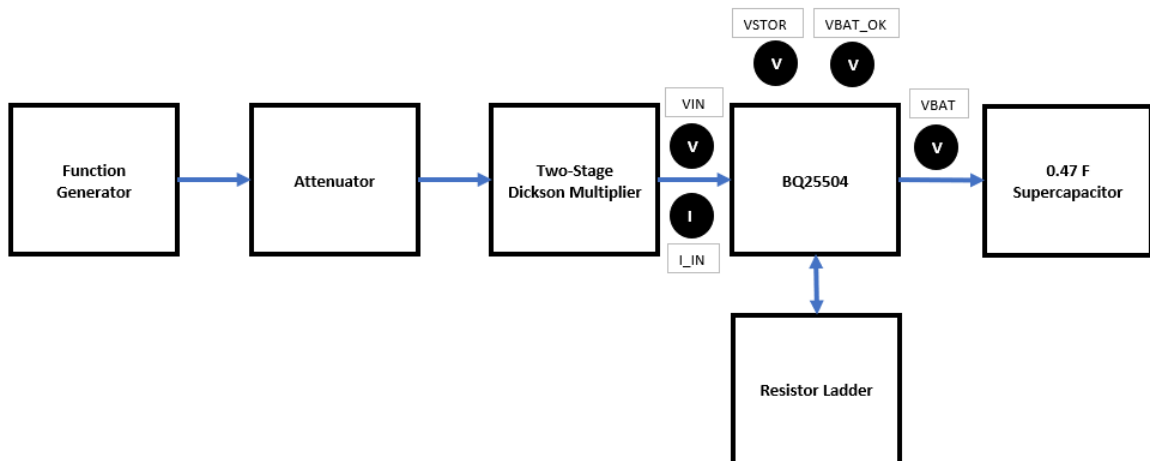 VSTOR
VBAT_OK
V
V
VIN
VBAT
V
V
Function
Generator
Attenuator
Two-Stage
Dickson Multiplier
BQ25504
0.47 F
Supercapacitor
I
I_IN
Resistor Ladder